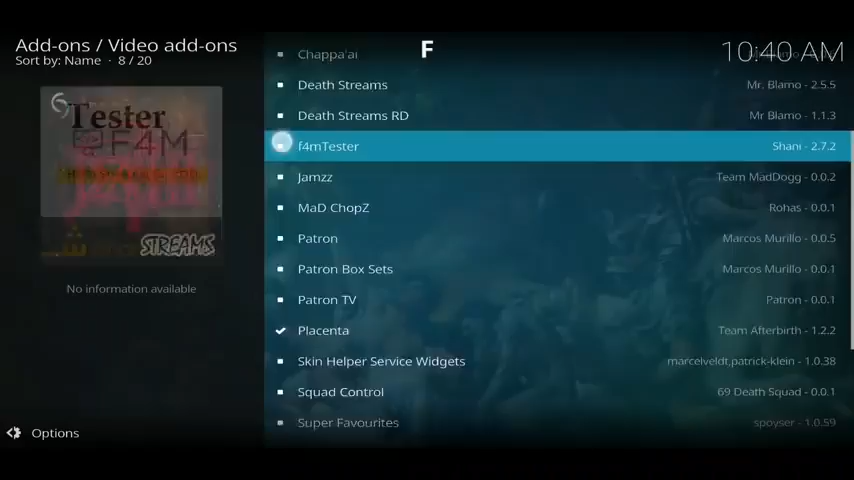 Add-ons / Video add-ons
Sort by: Name · 8 / 20
F
10:40 AM
Chappa'ai
Death Streams Mr. Blamo - 2.5.5
Death Streams RD Mr Blamo - 1.1.3
f4mTester Shani - 2.7.2
Jamzz Team MadDogg - 0.0.2
MaD ChopZ Rohas - 0.0.1
Patron Marcos Murillo - 0.0.5
Patron Box Sets Marcos Murillo - 0.0.1
Patron TV Patron - 0.0.1
Placenta Team Afterbirth - 1.2.2
Skin Helper Service Widgets marcelveldt,patrick-klein - 1.0.38
Squad Control 69 Death Squad - 0.0.1
Super Favourites spoyser - 1.0.59
Tester
F4M
STREAMS
No information available
Options